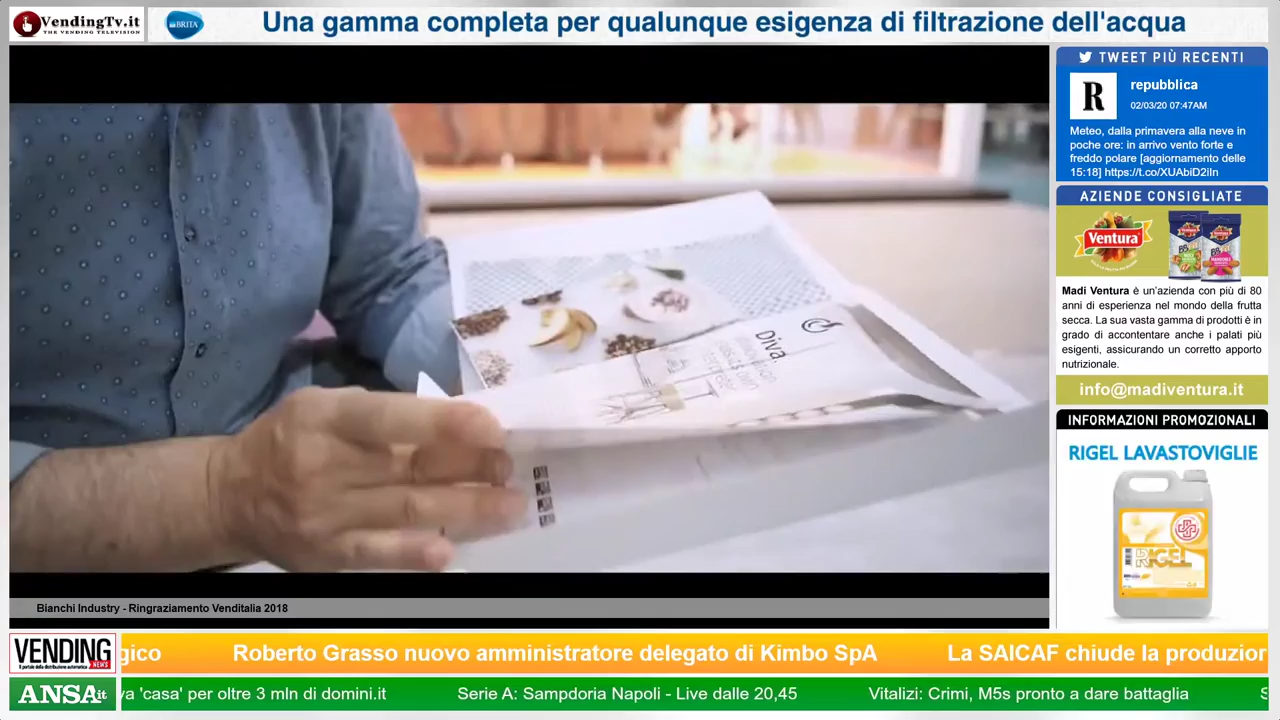 VendingTv.it
THE VENDING TELEVISION
BRITA
Una gamma completa per qualunque esigenza di filtrazione dell'acqua
TWEET PIÙ RECENTI
R
repubblica
02/03/20 07:47AM
Meteo, dalla primavera alla neve in
poche ore: in arrivo vento forte e
freddo polare [aggiornamento delle
15:18] https://t.co/XUAbiD2iIn
AZIENDE CONSIGLIATE
Ventura
Madi Ventura è un'azienda con più di 80
anni di esperienza nel mondo della frutta
secca. La sua vasta gamma di prodotti è in
grado di accontentare anche i palati più
esigenti, assicurando un corretto apporto
nutrizionale.
info@madiventura.it
INFORMAZIONI PROMOZIONALI
RIGEL LAVASTOVIGLIE
RIGEL
Diva
Bianchi Industry - Ringraziamento Venditalia 2018
VENDING
NEWS
Il portale della distribuzione automatica
gico Roberto Grasso nuovo amministratore delegato di Kimbo SpA La SAICAF chiude la produzior
ANSA.it
va 'casa' per oltre 3 mln di domini.it Serie A: Sampdoria Napoli - Live dalle 20,45 Vitalizi: Crimi, M5s pronto a dare battaglia S